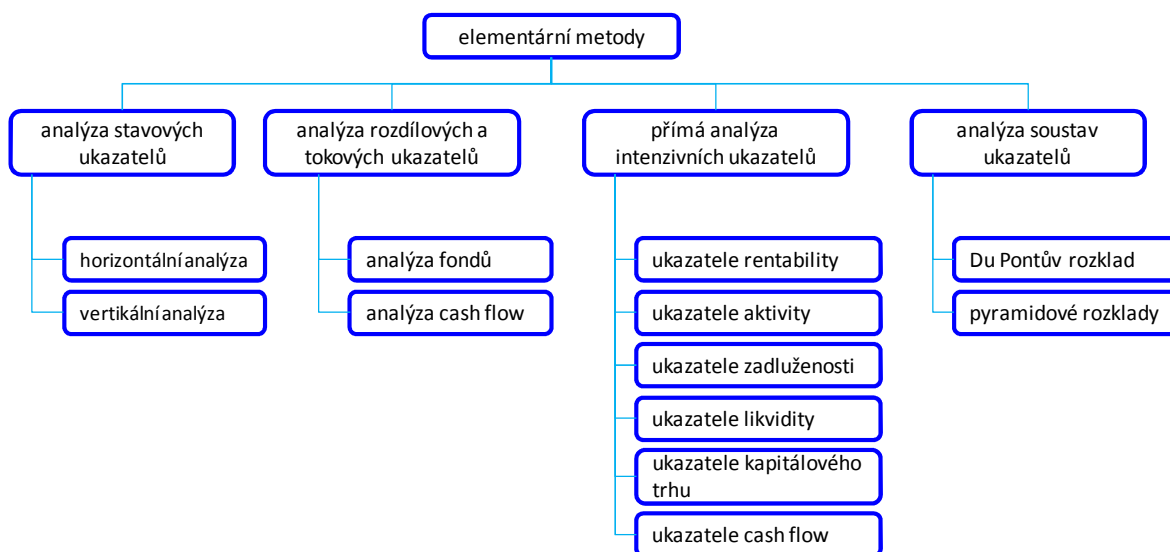 elementární metody
analýza stavových
ukazatelů
analýza rozdílových a
tokových ukazatelů
přímá analýza
intenzivních ukazatelů
analýza soustav
ukazatelů
horizontální analýza
vertikální analýza
analýza fondů
analýza cash flow
ukazatele rentability
ukazatele aktivity
ukazatele zadluženosti
ukazatele likvidity
ukazatele kapitálového
trhu
ukazatele cash flow
Du Pontův rozklad
pyramidové rozklady